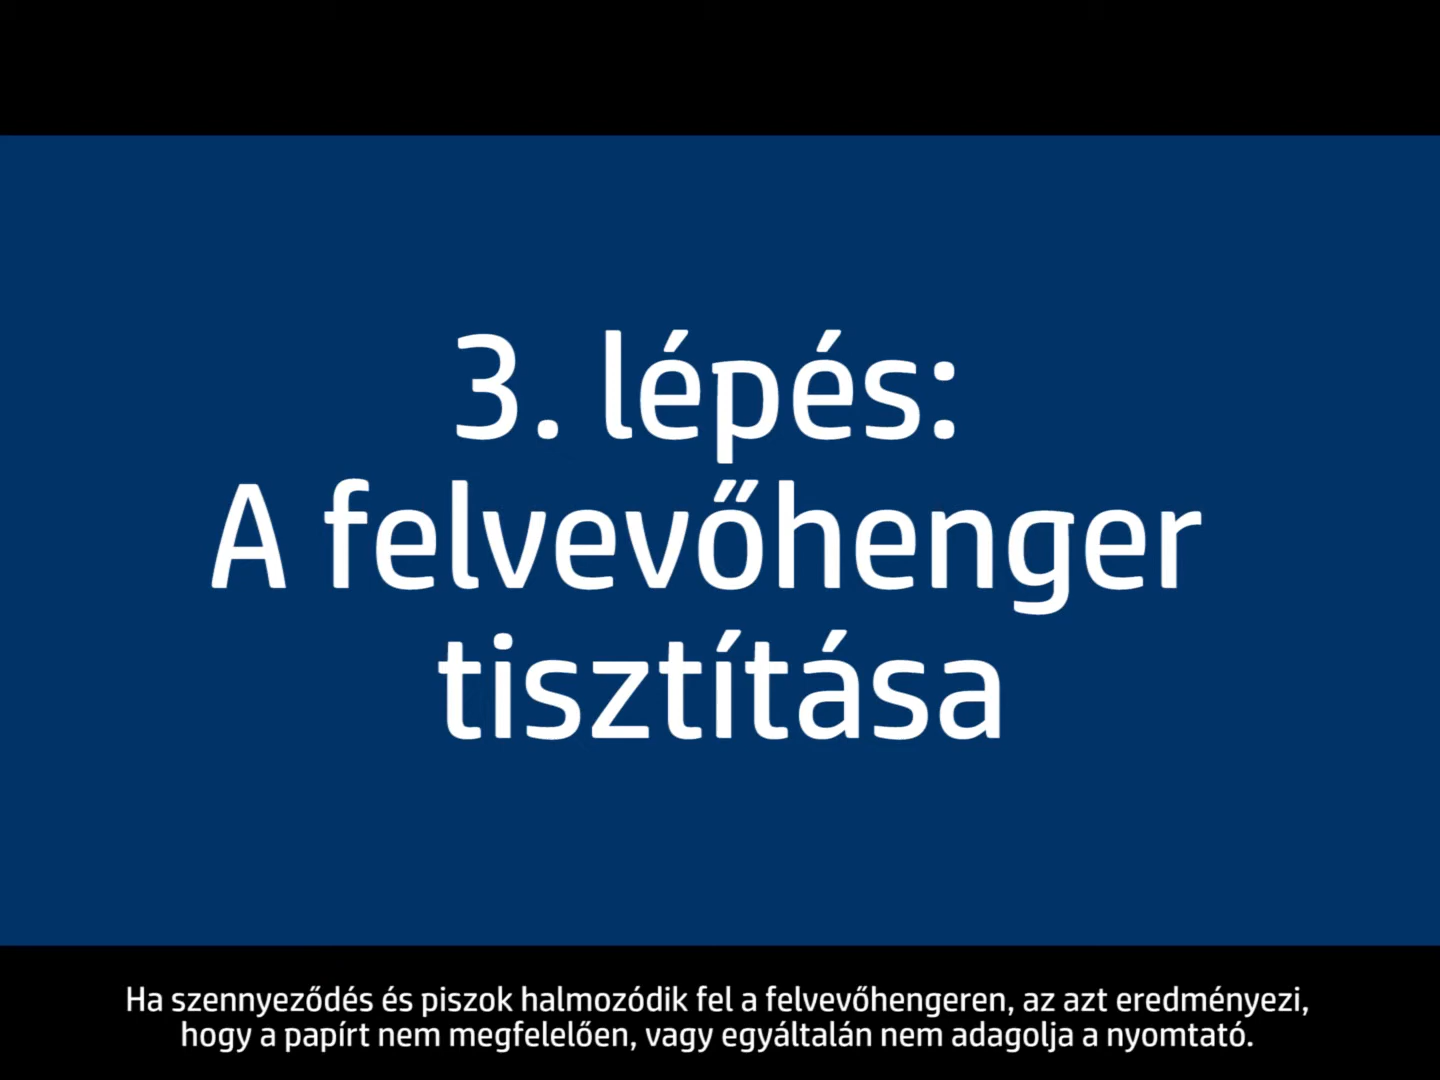 3. lépés:
A felvevőhenger
tisztítása
Ha szennyeződés és piszok halmozódik fel a felvevőhengeren, az azt eredményezi,
hogy a papírt nem megfelelően, vagy egyáltalán nem adagolja a nyomtató.